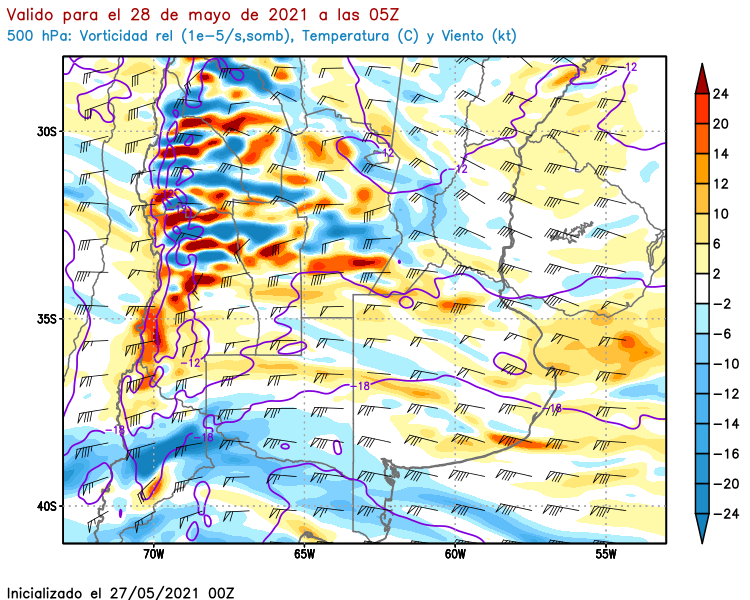 Valido para el 28 de mayo de 2021 a las 05Z
500 hPa: Vorticidad rel (1e−5/s,somb), Temperatura (C) y Viento (kt)
−12
24
20
30S
−12
14
−12
12
10
6
2
35S
−2
−6
−12
−10
−18
−18
−14
−18
−18
−16
−20
40S
−24
70W
65W
60W
55W
Inicializado el 27/05/2021 00Z